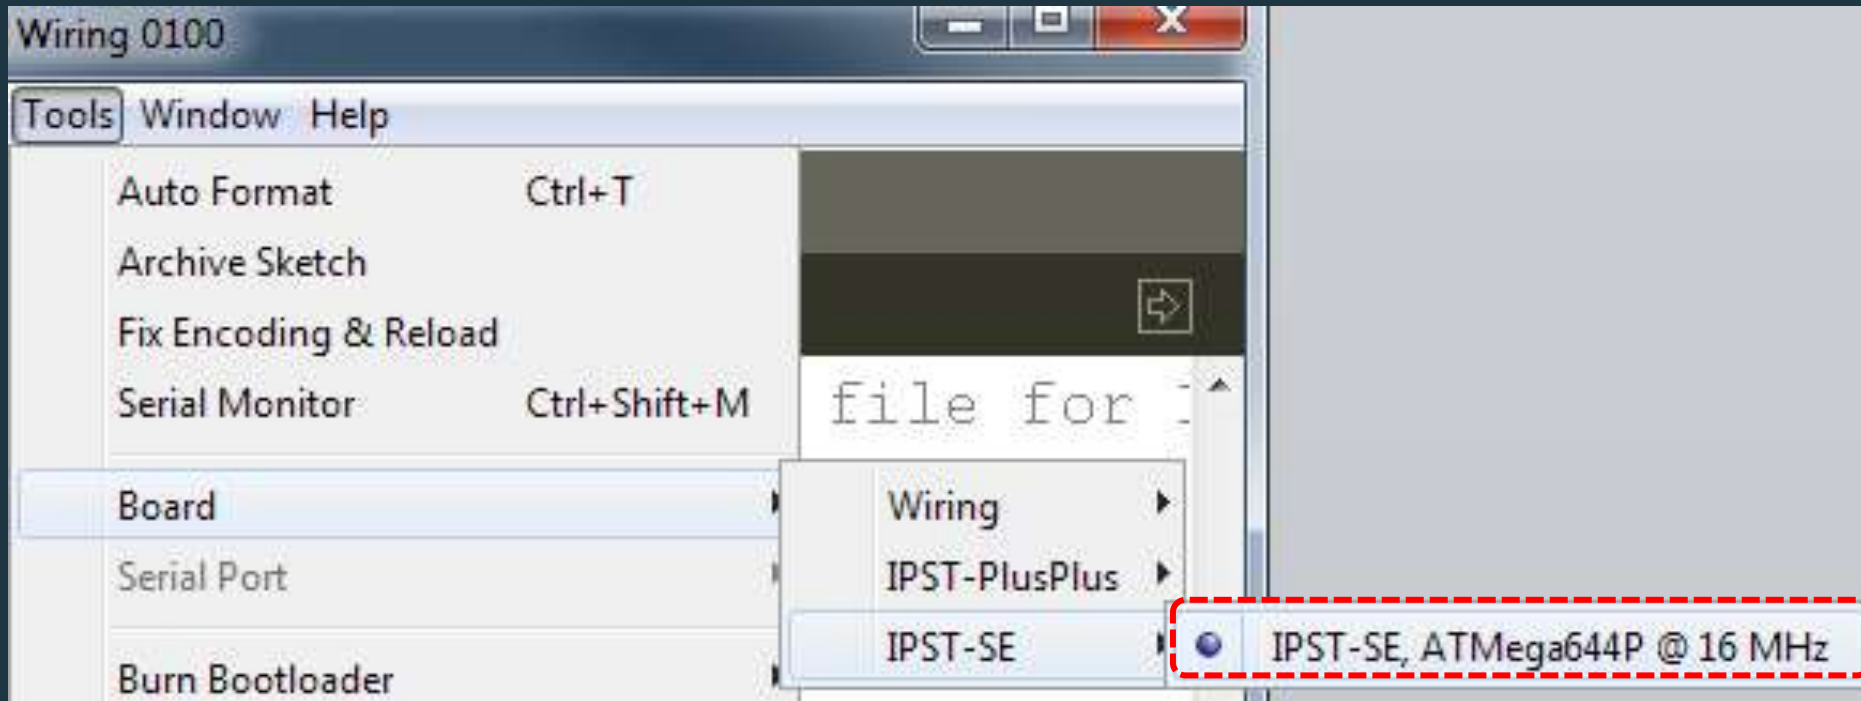 Wiring 0100
Tools Window Help
Auto Format Ctrl+T
Archive Sketch
Fix Encoding & Reload
Serial Monitor Ctrl+Shift+M
file for
Board
Wiring
Serial Port
IPST-PlusPlus
IPST-SE
IPST-SE, ATMega644P @ 16 MHz
Burn Bootloader